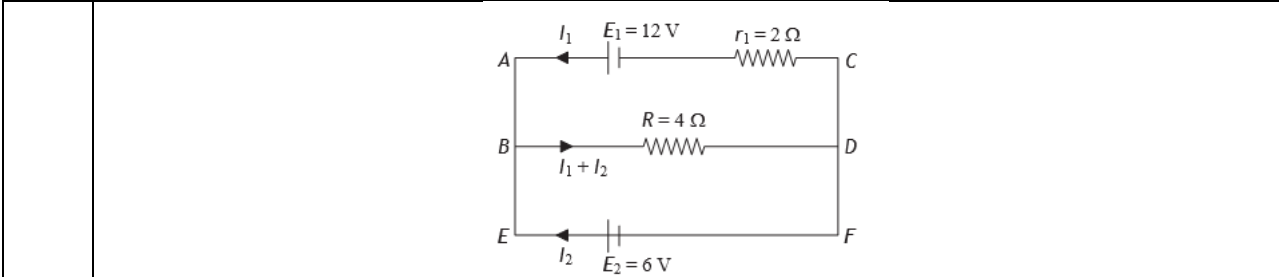 I₁ E₁ = 12 V r₁ = 2 Ω
A C
R = 4 Ω
B D
I₁ + I₂
E F
I₂ E₂ = 6 V